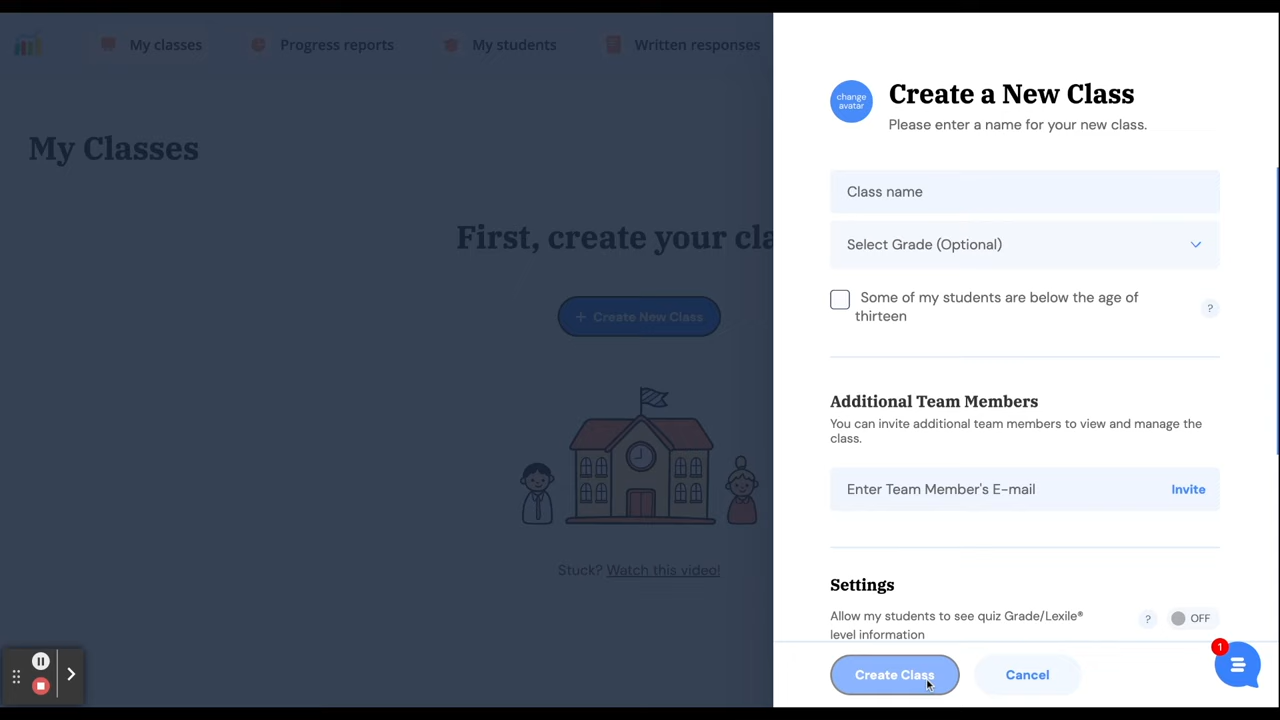 My classes
Progress reports
My students
Written responses
My Classes
First, create your cla
+ Create New Class
Stuck? Watch this video!
change
avatar
Create a New Class
Please enter a name for your new class.
Class name
Select Grade (Optional)
Some of my students are below the age of
thirteen
?
Additional Team Members
You can invite additional team members to view and manage the
class.
Enter Team Member's E-mail
Invite
Settings
Allow my students to see quiz Grade/Lexile®
level information
?
OFF
Create Class
Cancel
1